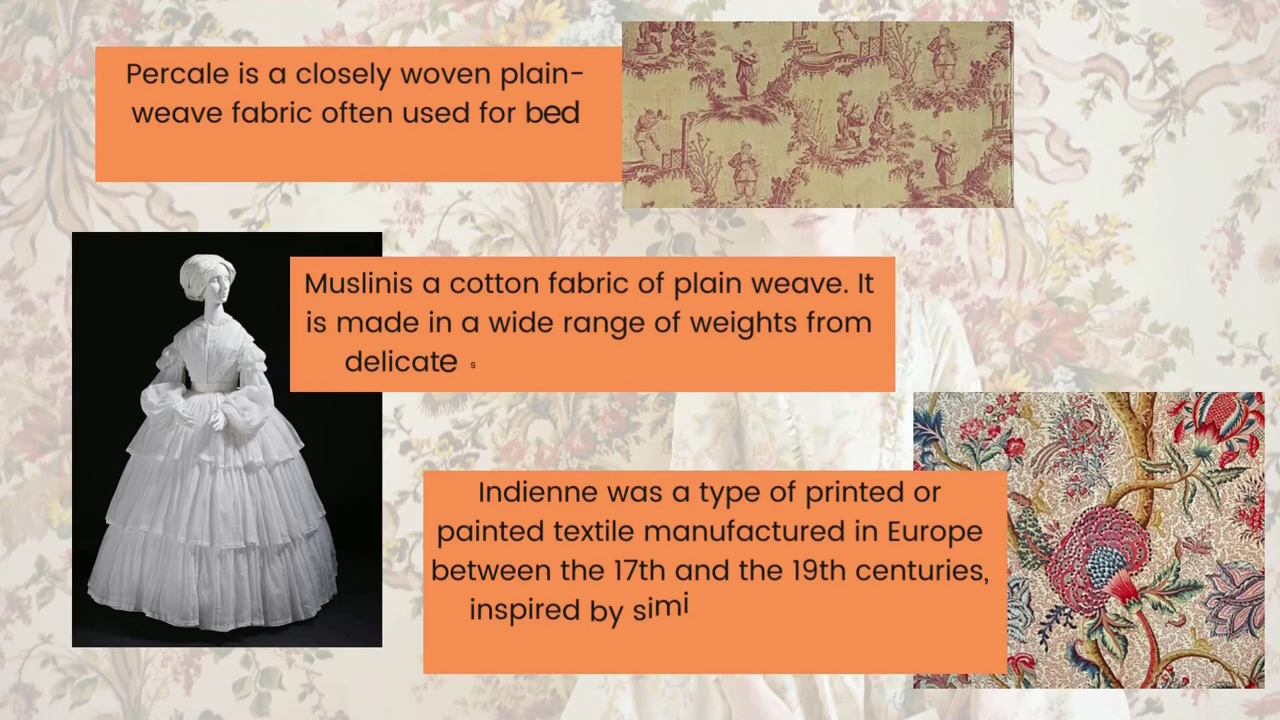 Percale is a closely woven plain-
weave fabric often used for bed
Muslinis a cotton fabric of plain weave. It
is made in a wide range of weights from
delicate s
Indienne was a type of printed or
painted textile manufactured in Europe
between the 17th and the 19th centuries,
inspired by simi